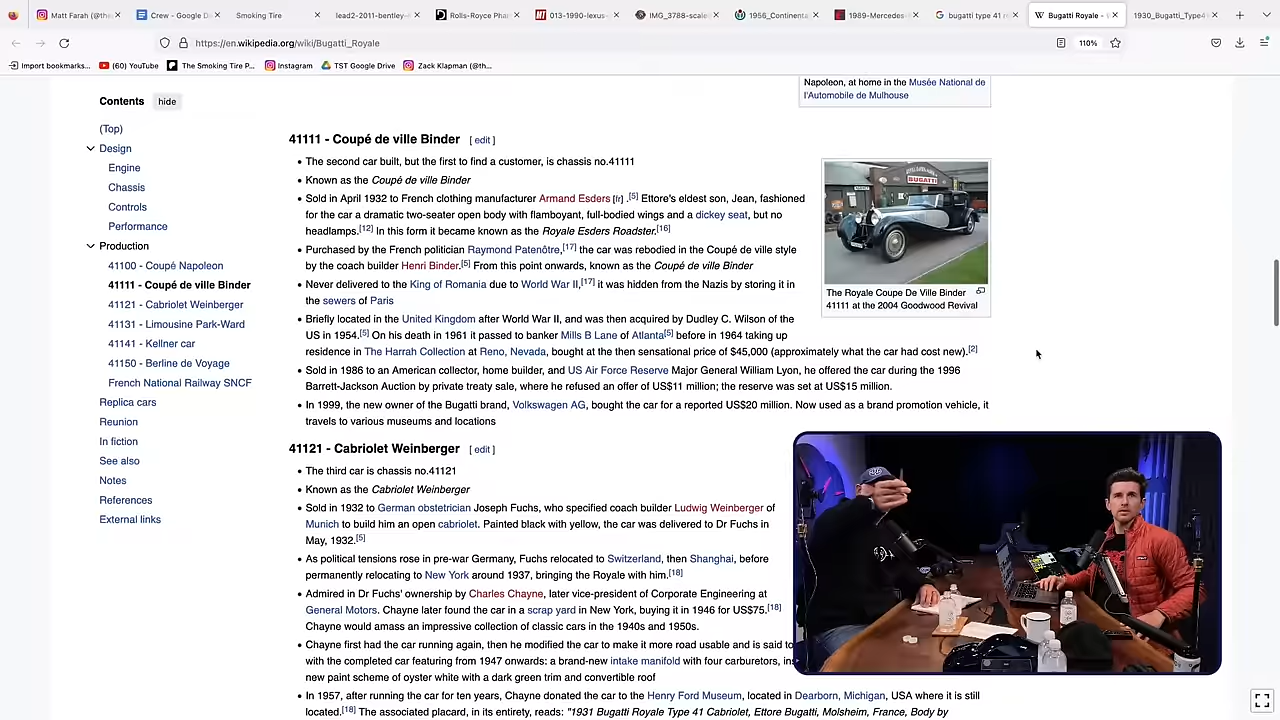 Matt Farah (@the
Crew – Google D
Smoking Tire
lead2-2011-bentley-
Rolls-Royce Pha
013-1990-lexus-
IMG_3788-scale
1956_Continenta
1989-Mercedes-
bugatti type 41 r
Bugatti Royale -
1930_Bugatti_Type4
https://en.wikipedia.org/wiki/Bugatti_Royale
110%
Import bookmarks...
(60) YouTube
The Smoking Tire P...
Instagram
TST Google Drive
Zack Klapman (@th...
Contents
hide
(Top)
Design
Engine
Chassis
Controls
Performance
Production
41100 - Coupé Napoleon
41111 - Coupé de ville Binder
41121 - Cabriolet Weinberger
41131 - Limousine Park-Ward
41141 - Kellner car
41150 - Berline de Voyage
French National Railway SNCF
Replica cars
Reunion
In fiction
See also
Notes
References
External links
Napoleon, at home in the Musée National de
l'Automobile de Mulhouse
41111 - Coupé de ville Binder [ edit ]
• The second car built, but the first to find a customer, is chassis no.41111
• Known as the Coupé de ville Binder
• Sold in April 1932 to French clothing manufacturer Armand Esders [fr] .[5] Ettore's eldest son, Jean, fashioned
for the car a dramatic two-seater open body with flamboyant, full-bodied wings and a dickey seat, but no
headlamps.[12] In this form it became known as the Royale Esders Roadster.[16]
• Purchased by the French politician Raymond Patenôtre,[17] the car was rebodied in the Coupé de ville style
by the coach builder Henri Binder.[5] From this point onwards, known as the Coupé de ville Binder
• Never delivered to the King of Romania due to World War II,[17] it was hidden from the Nazis by storing it in
the sewers of Paris
• Briefly located in the United Kingdom after World War II, and was then acquired by Dudley C. Wilson of the
US in 1954.[5] On his death in 1961 it passed to banker Mills B Lane of Atlanta[5] before in 1964 taking up
residence in The Harrah Collection at Reno, Nevada, bought at the then sensational price of $45,000 (approximately what the car had cost new).[2]
• Sold in 1986 to an American collector, home builder, and US Air Force Reserve Major General William Lyon, he offered the car during the 1996
Barrett-Jackson Auction by private treaty sale, where he refused an offer of US$11 million; the reserve was set at US$15 million.
• In 1999, the new owner of the Bugatti brand, Volkswagen AG, bought the car for a reported US$20 million. Now used as a brand promotion vehicle, it
travels to various museums and locations
BUGATTI
The Royale Coupe De Ville Binder
41111 at the 2004 Goodwood Revival
41121 - Cabriolet Weinberger [ edit ]
• The third car is chassis no.41121
• Known as the Cabriolet Weinberger
• Sold in 1932 to German obstetrician Joseph Fuchs, who specified coach builder Ludwig Weinberger of
Munich to build him an open cabriolet. Painted black with yellow, the car was delivered to Dr Fuchs in
May, 1932.[5]
• As political tensions rose in pre-war Germany, Fuchs relocated to Switzerland, then Shanghai, before
permanently relocating to New York around 1937, bringing the Royale with him.[18]
• Admired in Dr Fuchs' ownership by Charles Chayne, later vice-president of Corporate Engineering at
General Motors. Chayne later found the car in a scrap yard in New York, buying it in 1946 for US$75.[18]
Chayne would amass an impressive collection of classic cars in the 1940s and 1950s.
• Chayne first had the car running again, then he modified the car to make it more road usable and is said to
with the completed car featuring from 1947 onwards: a brand-new intake manifold with four carburetors, ins
new paint scheme of oyster white with a dark green trim and convertible roof
• In 1957, after running the car for ten years, Chayne donated the car to the Henry Ford Museum, located in Dearborn, Michigan, USA where it is still
located.[18] The associated placard, in its entirety, reads: "1931 Bugatti Royale Type 41 Cabriolet, Ettore Bugatti, Molsheim, France, Body by